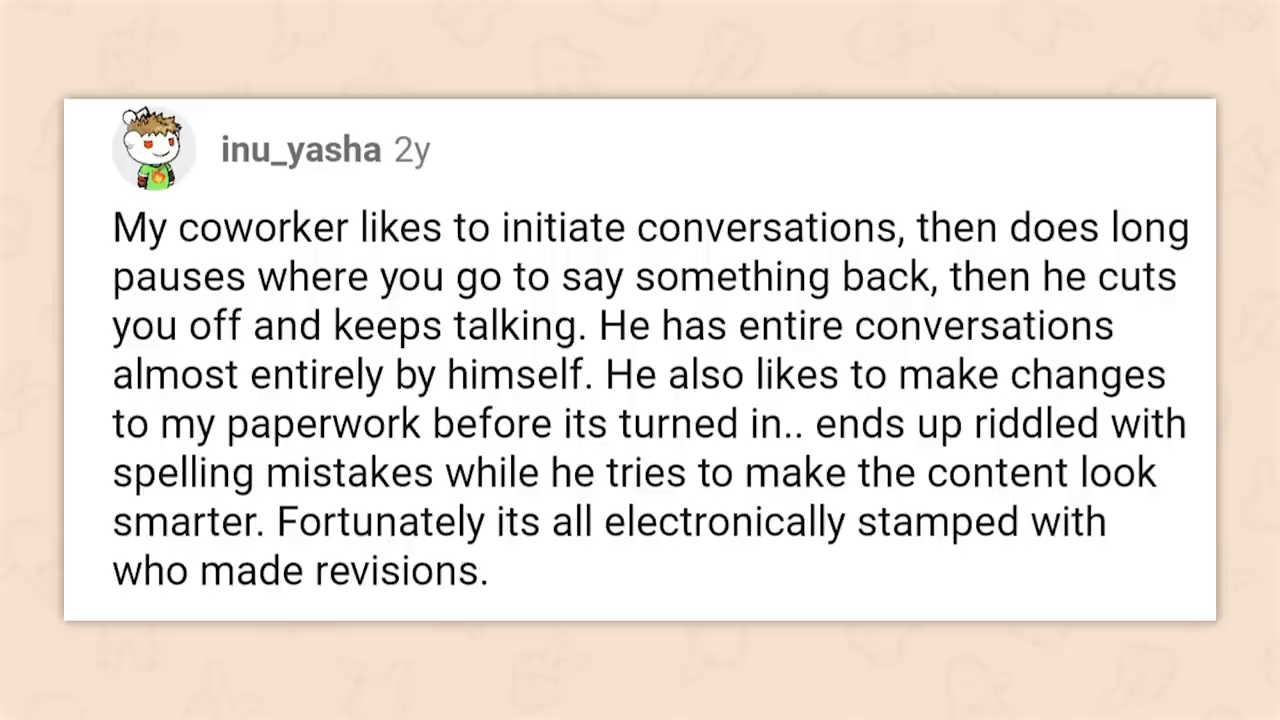 inu_yasha 2y
My coworker likes to initiate conversations, then does long
pauses where you go to say something back, then he cuts
you off and keeps talking. He has entire conversations
almost entirely by himself. He also likes to make changes
to my paperwork before its turned in.. ends up riddled with
spelling mistakes while he tries to make the content look
smarter. Fortunately its all electronically stamped with
who made revisions.